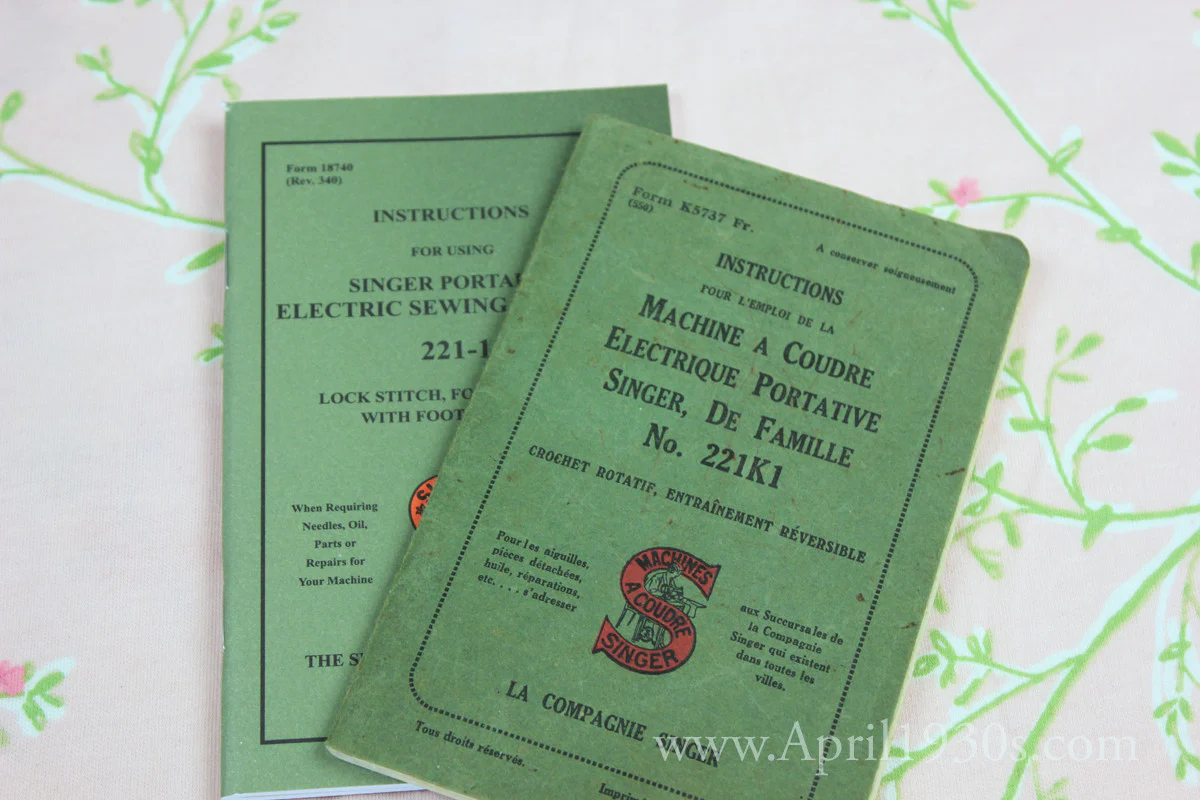 Form 18740
(Rev. 340)
INSTRUCTIONS
FOR USING
SINGER PORTA
ELECTRIC SEWING
221-1
LOCK STITCH, FO
WITH FOOT
When Requiring
Needles, Oil,
Parts or
Repairs for
Your Machine
THE S
Form K5737 Fr.
(550)
A conserver soigneusement
INSTRUCTIONS
POUR L'EMPLOI DE LA
MACHINE A COUDRE
ELECTRIQUE PORTATIVE
SINGER, DE FAMILLE
No. 221K1
CROCHET ROTATIF, ENTRAÎNEMENT RÉVERSIBLE
Pour les aiguilles,
pièces détachées,
huile, réparations,
etc. . . . s'adresser
MACHINES
A COUDRE
SINGER
aux Succursales de
la Compagnie
Singer qui existent
dans toutes les
villes.
LA COMPAGNIE SINGER
Tous droits réservés.
Imprim
www.April1930s.com